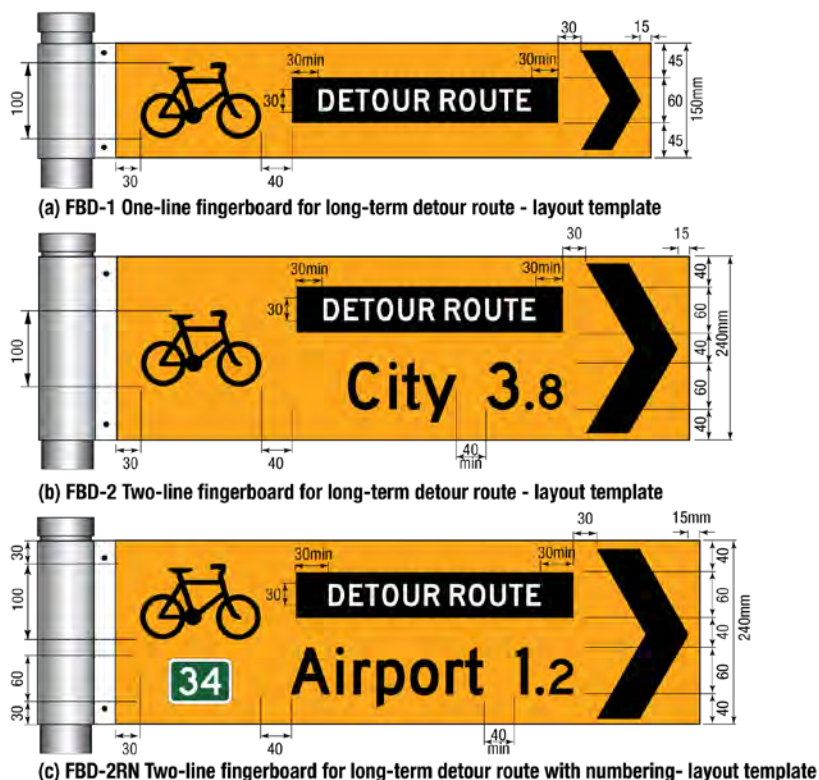 30 15
30min 30min
45
100 30 DETOUR ROUTE 60 150mm
45
30 40
(a) FBD-1 One-line fingerboard for long-term detour route - layout template
30 15
30min 30min 40
30 DETOUR ROUTE 60
100 40 240mm
City 3.8 60
40
30 40 40 min
(b) FBD-2 Two-line fingerboard for long-term detour route - layout template
30 15mm
30 30min 30min 40
100 30 DETOUR ROUTE 60
40 240mm
60 34 Airport 1.2 60
30 40
30 40 40 min
(c) FBD-2RN Two-line fingerboard for long-term detour route with numbering- layout template